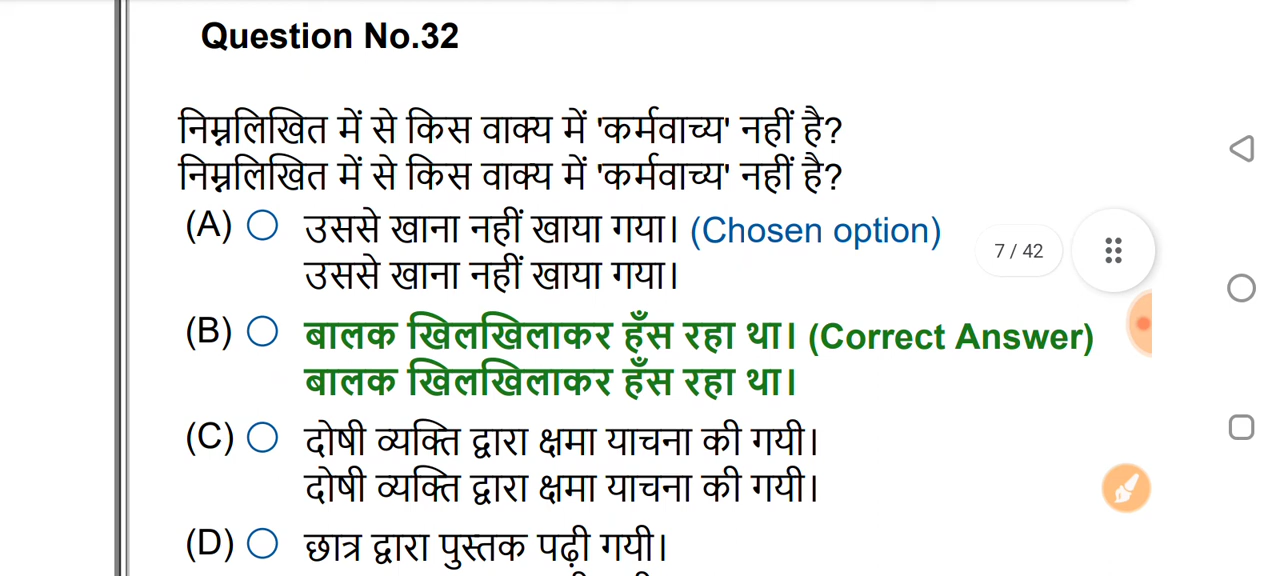 Question No.32
निम्नलिखित में से किस वाक्य में 'कर्मवाच्य' नहीं है?
निम्नलिखित में से किस वाक्य में 'कर्मवाच्य' नहीं है?
(A) उससे खाना नहीं खाया गया। (Chosen option)
उससे खाना नहीं खाया गया।
7 / 42
(B) बालक खिलखिलाकर हँस रहा था। (Correct Answer)
बालक खिलखिलाकर हँस रहा था।
(C) दोषी व्यक्ति द्वारा क्षमा याचना की गयी।
दोषी व्यक्ति द्वारा क्षमा याचना की गयी।
(D) छात्र द्वारा पुस्तक पढ़ी गयी।